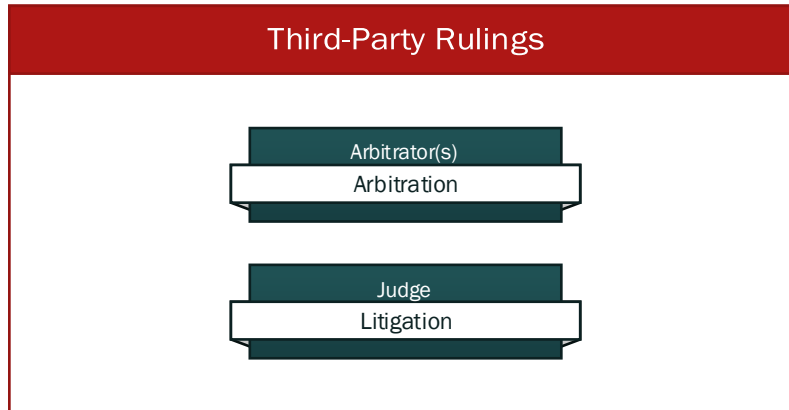 Third-Party Rulings
Arbitrator(s)
Arbitration
Judge
Litigation